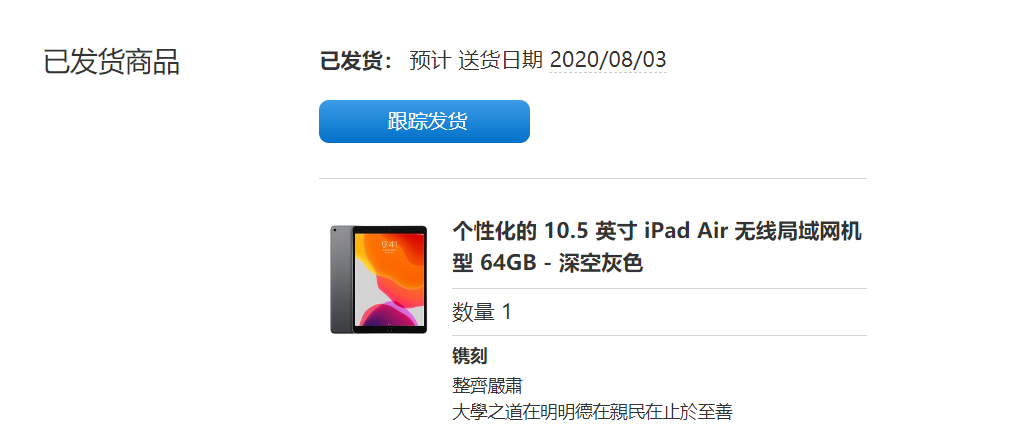 已发货商品
已发货： 预计 送货日期 2020/08/03
跟踪发货
9:41
个性化的 10.5 英寸 iPad Air 无线局域网机
型 64GB - 深空灰色
数量 1
镌刻
整齊嚴肅
大學之道在明明德在親民在止於至善